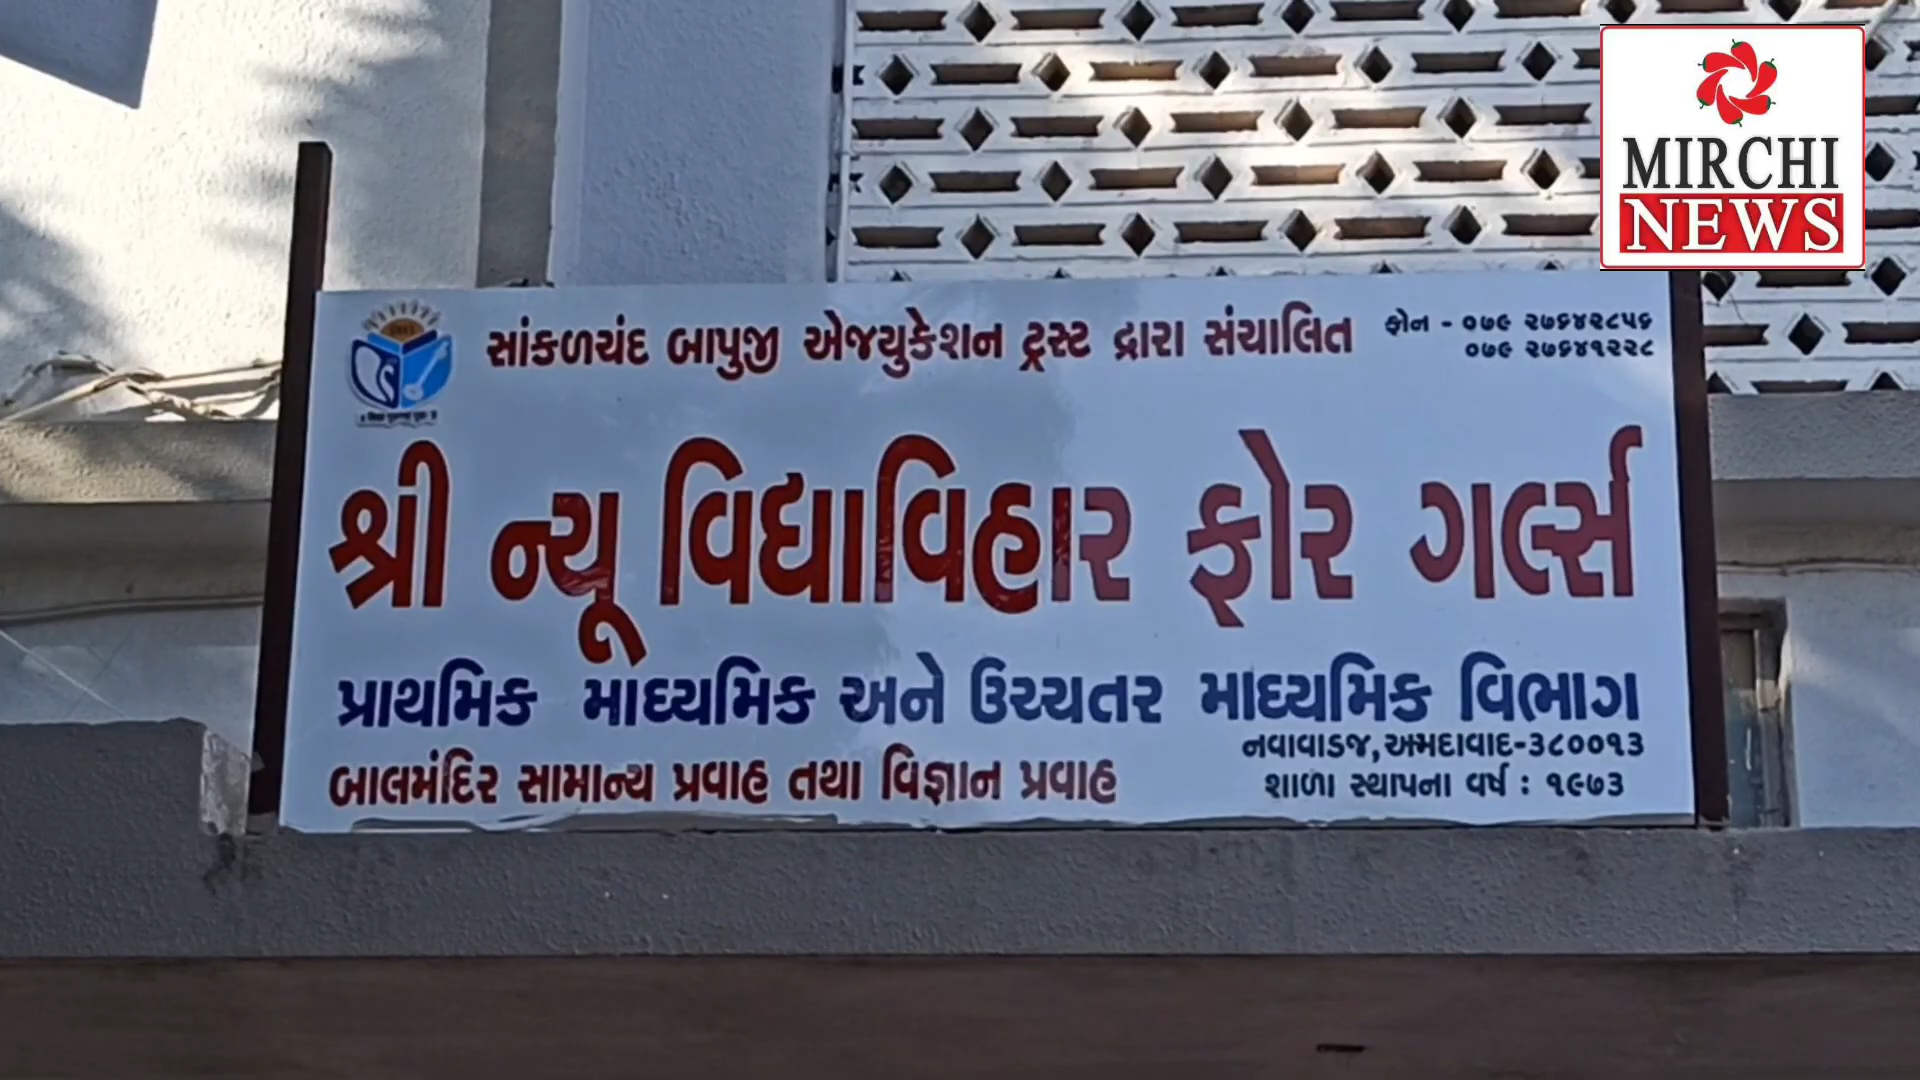 MIRCHI
NEWS
સાંકળચંદ બાપુજી એજયુકેશન ટ્રસ્ટ દ્વારા સંચાલિત
ફોન - ૦૭૯ ૨૭૬૪૨૮૫૬
૦૭૯ ૨૭૬૪૧૨૨૮
શ્રી ન્યૂ વિદ્યાવિહાર ફોર ગર્લ્સ
પ્રાથમિક માધ્યમિક અને ઉચ્ચતર માધ્યમિક વિભાગ
નવાવાડજ,અમદાવાદ-૩૮૦૦૧૩
બાલમંદિર સામાન્ય પ્રવાહ તથા વિજ્ઞાન પ્રવાહ
શાળા સ્થાપના વર્ષ : ૧૯૭૩